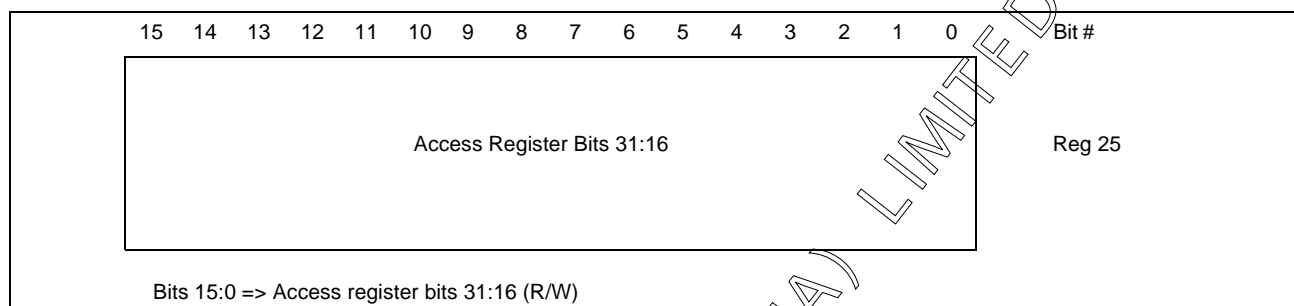 15 14 13 12 11 10 9 8 7 6 5 4 3 2 1 0 Bit #
Access Register Bits 31:16 Reg 25
Bits 15:0 => Access register bits 31:16 (R/W)
A) LIMITED